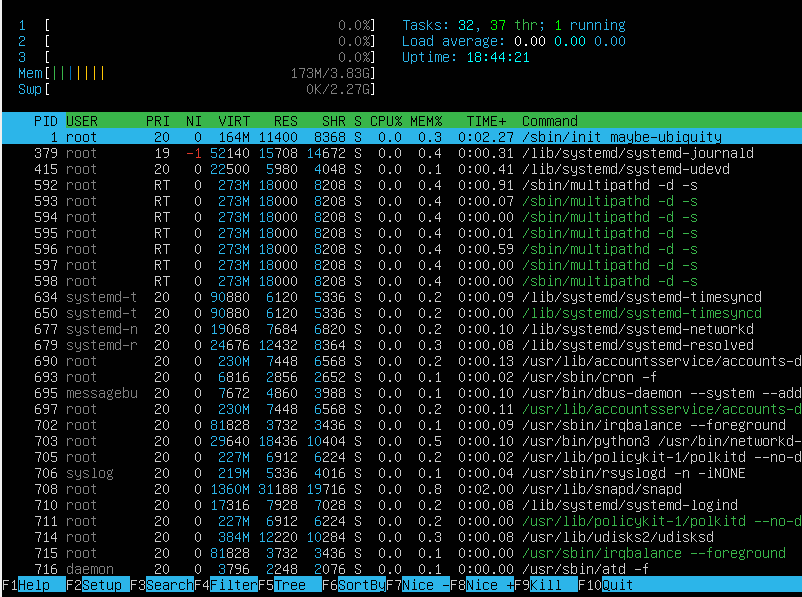 1 [ 0.0%] Tasks: 32, 37 thr; 1 running
2 [ 0.0%] Load average: 0.00 0.00 0.00
3 [ 0.0%] Uptime: 18:44:21
Mem[||||||| 173M/3.83G]
Swp[ 0K/2.27G]
PID USER PRI NI VIRT RES SHR S CPU% MEM% TIME+ Command
1 root 20 0 164M 11400 8368 S 0.0 0.3 0:02.27 /sbin/init maybe-ubiquity
379 root 19 -1 52140 15708 14672 S 0.0 0.4 0:00.31 /lib/systemd/systemd-journald
415 root 20 0 22500 5980 4048 S 0.0 0.1 0:00.41 /lib/systemd/systemd-udevd
592 root RT 0 273M 18000 8208 S 0.0 0.4 0:00.91 /sbin/multipathd -d -s
593 root RT 0 273M 18000 8208 S 0.0 0.4 0:00.07 /sbin/multipathd -d -s
594 root RT 0 273M 18000 8208 S 0.0 0.4 0:00.00 /sbin/multipathd -d -s
595 root RT 0 273M 18000 8208 S 0.0 0.4 0:00.01 /sbin/multipathd -d -s
596 root RT 0 273M 18000 8208 S 0.0 0.4 0:00.59 /sbin/multipathd -d -s
597 root RT 0 273M 18000 8208 S 0.0 0.4 0:00.00 /sbin/multipathd -d -s
598 root RT 0 273M 18000 8208 S 0.0 0.4 0:00.00 /sbin/multipathd -d -s
634 systemd-t 20 0 90880 6120 5336 S 0.0 0.2 0:00.09 /lib/systemd/systemd-timesyncd
650 systemd-t 20 0 90880 6120 5336 S 0.0 0.2 0:00.00 /lib/systemd/systemd-timesyncd
677 systemd-n 20 0 19068 7684 6820 S 0.0 0.2 0:00.10 /lib/systemd/systemd-networkd
679 systemd-r 20 0 24676 12432 8364 S 0.0 0.3 0:00.08 /lib/systemd/systemd-resolved
690 root 20 0 230M 7448 6568 S 0.0 0.2 0:00.13 /usr/lib/accountsservice/accounts-d
693 root 20 0 6816 2856 2652 S 0.0 0.1 0:00.02 /usr/sbin/cron -f
695 messagebu 20 0 7672 4860 3988 S 0.0 0.1 0:00.10 /usr/bin/dbus-daemon --system --add
697 root 20 0 230M 7448 6568 S 0.0 0.2 0:00.11 /usr/lib/accountsservice/accounts-d
702 root 20 0 81828 3732 3436 S 0.0 0.1 0:00.09 /usr/sbin/irqbalance --foreground
703 root 20 0 29640 18436 10404 S 0.0 0.5 0:00.10 /usr/bin/python3 /usr/bin/networkd-
705 root 20 0 227M 6912 6224 S 0.0 0.2 0:00.02 /usr/lib/policykit-1/polkitd --no-d
706 syslog 20 0 219M 5336 4016 S 0.0 0.1 0:00.04 /usr/sbin/rsyslogd -n -iNONE
708 root 20 0 1360M 31188 19716 S 0.0 0.8 0:02.00 /usr/lib/snapd/snapd
710 root 20 0 17316 7928 7028 S 0.0 0.2 0:00.08 /lib/systemd/systemd-logind
711 root 20 0 227M 6912 6224 S 0.0 0.2 0:00.00 /usr/lib/policykit-1/polkitd --no-d
714 root 20 0 384M 12220 10284 S 0.0 0.3 0:00.08 /usr/lib/udisks2/udisksd
715 root 20 0 81828 3732 3436 S 0.0 0.1 0:00.00 /usr/sbin/irqbalance --foreground
716 daemon 20 0 3796 2248 2076 S 0.0 0.1 0:00.00 /usr/sbin/atd -f
F1Help F2Setup F3SearchF4FilterF5Tree F6SortByF7Nice -F8Nice +F9Kill F10Quit